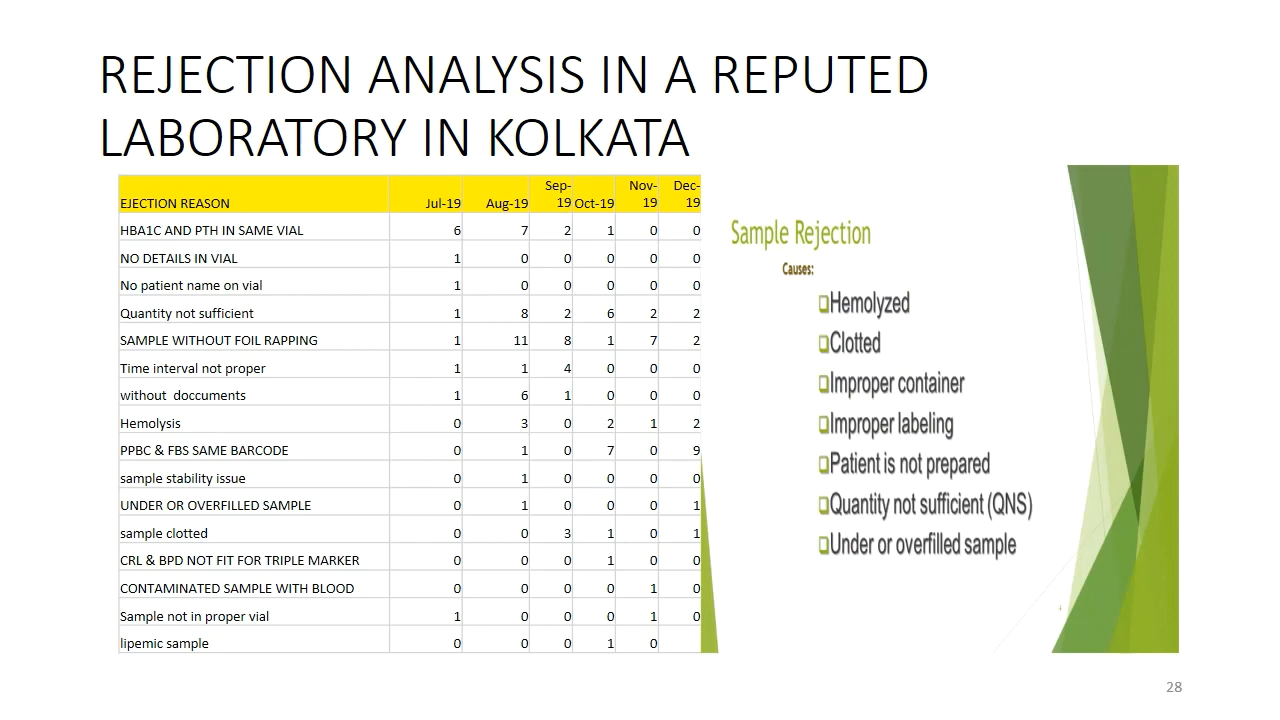 REJECTION ANALYSIS IN A REPUTED
LABORATORY IN KOLKATA
EJECTION REASON Jul-19 Aug-19 Sep-19 Oct-19 Nov-19 Dec-19
HBA1C AND PTH IN SAME VIAL 6 7 2 1 0 0
NO DETAILS IN VIAL 1 0 0 0 0 0
No patient name on vial 1 0 0 0 0 0
Quantity not sufficient 1 8 2 6 2 2
SAMPLE WITHOUT FOIL RAPPING 1 11 8 1 7 2
Time interval not proper 1 1 4 0 0 0
without doccuments 1 6 1 0 0 0
Hemolysis 0 3 0 2 1 2
PPBC & FBS SAME BARCODE 0 1 0 7 0 9
sample stability issue 0 1 0 0 0 0
UNDER OR OVERFILLED SAMPLE 0 1 0 0 0 1
sample clotted 0 0 3 1 0 1
CRL & BPD NOT FIT FOR TRIPLE MARKER 0 0 0 1 0 0
CONTAMINATED SAMPLE WITH BLOOD 0 0 0 0 1 0
Sample not in proper vial 1 0 0 0 1 0
lipemic sample 0 0 0 1 0
Sample Rejection
Causes:
Hemolyzed
Clotted
Improper container
Improper labeling
Patient is not prepared
Quantity not sufficient (QNS)
Under or overfilled sample
28